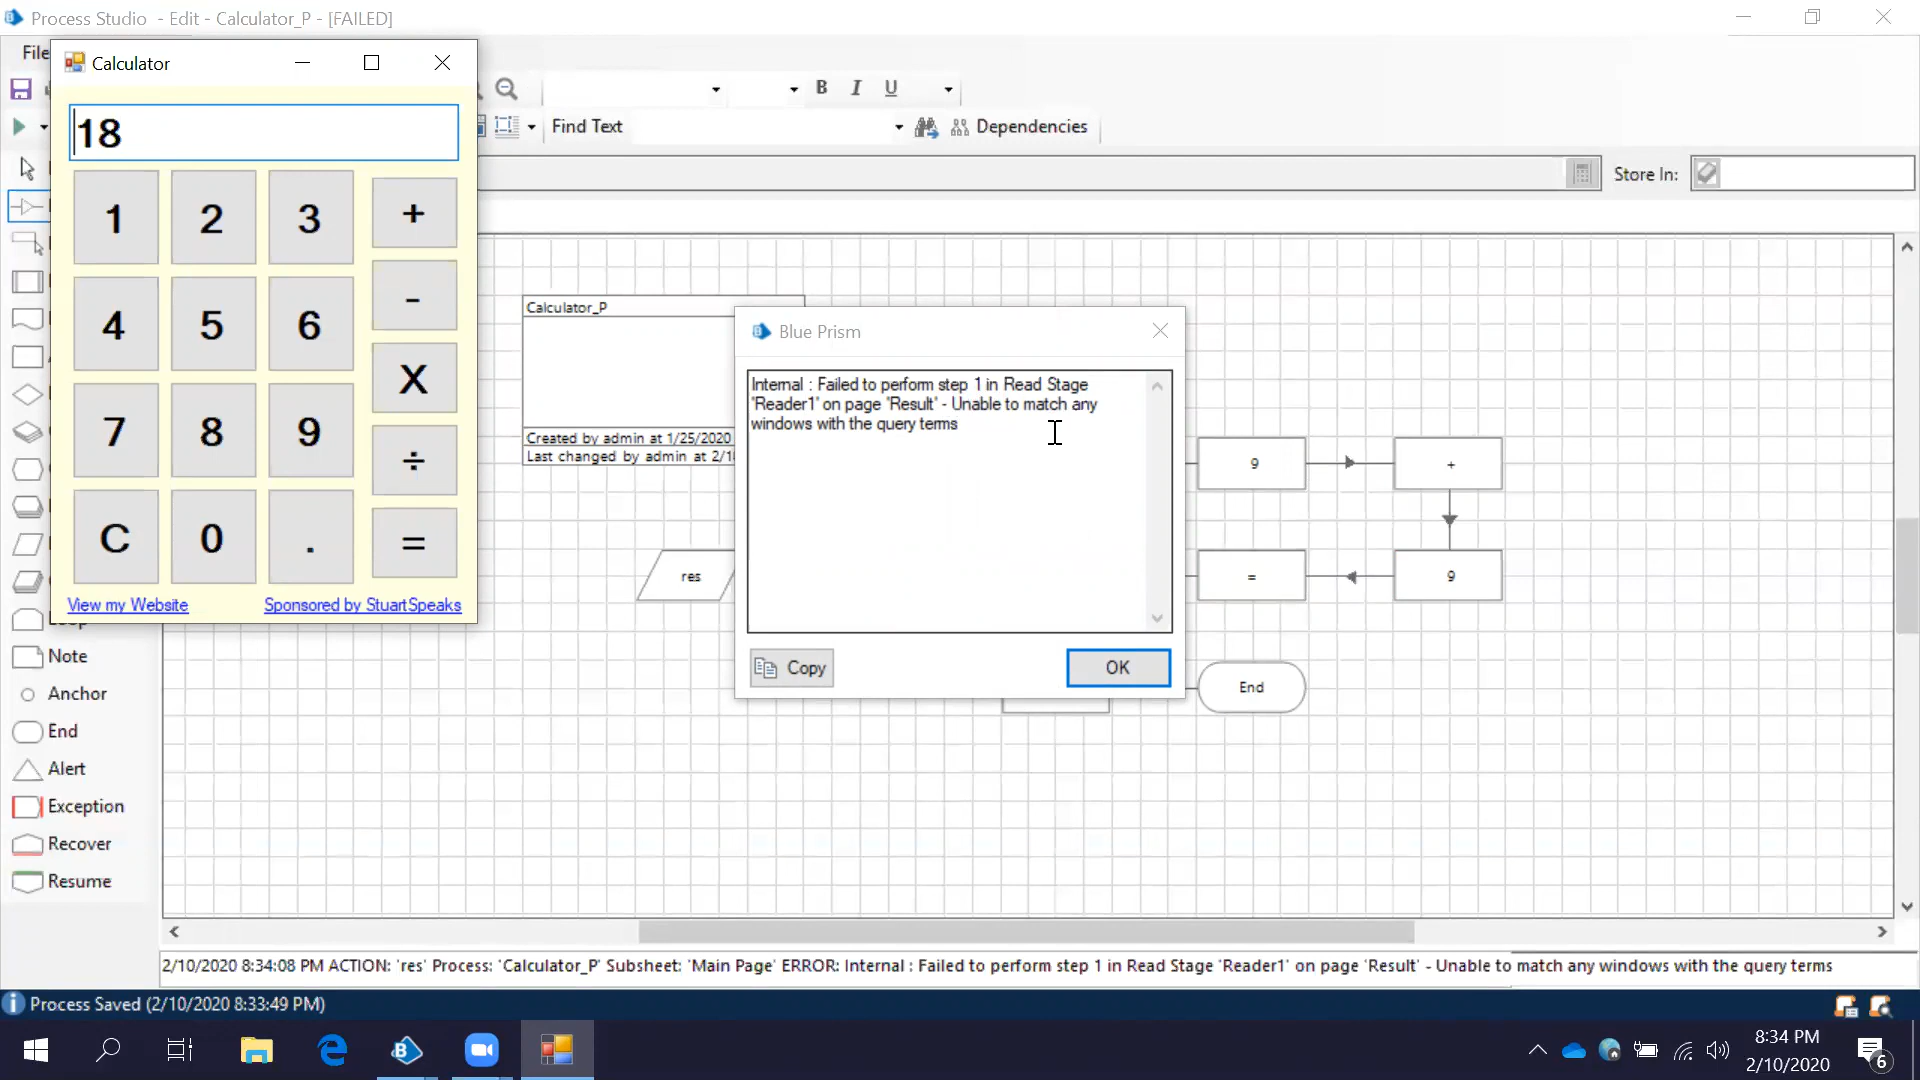 Process Studio - Edit - Calculator_P - [FAILED]
File
B I U
Find Text
Dependencies
Store In:
Calculator
18
1 2 3 +
4 5 6 -
7 8 9 X
÷
C 0 . =
View my Website Sponsored by StuartSpeaks
Note
Anchor
End
Alert
Exception
Recover
Resume
Calculator_P
Created by admin at 1/25/2020
Last changed by admin at 2/1
res
Blue Prism
Internal : Failed to perform step 1 in Read Stage
'Reader1' on page 'Result' - Unable to match any
windows with the query terms
Copy OK
9 +
= 9
End
2/10/2020 8:34:08 PM ACTION: 'res' Process: 'Calculator_P' Subsheet: 'Main Page' ERROR: Internal : Failed to perform step 1 in Read Stage 'Reader1' on page 'Result' - Unable to match any windows with the query terms
Process Saved (2/10/2020 8:33:49 PM)
8:34 PM
2/10/2020
6